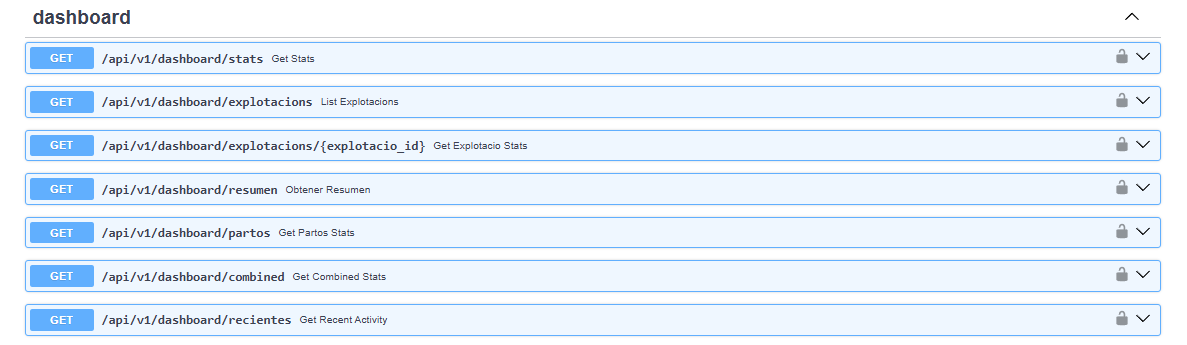 dashboard
GET /api/v1/dashboard/stats Get Stats
GET /api/v1/dashboard/explotacions List Explotacions
GET /api/v1/dashboard/explotacions/{explotacio_id} Get Explotacio Stats
GET /api/v1/dashboard/resumen Obtener Resumen
GET /api/v1/dashboard/partos Get Partos Stats
GET /api/v1/dashboard/combined Get Combined Stats
GET /api/v1/dashboard/recientes Get Recent Activity